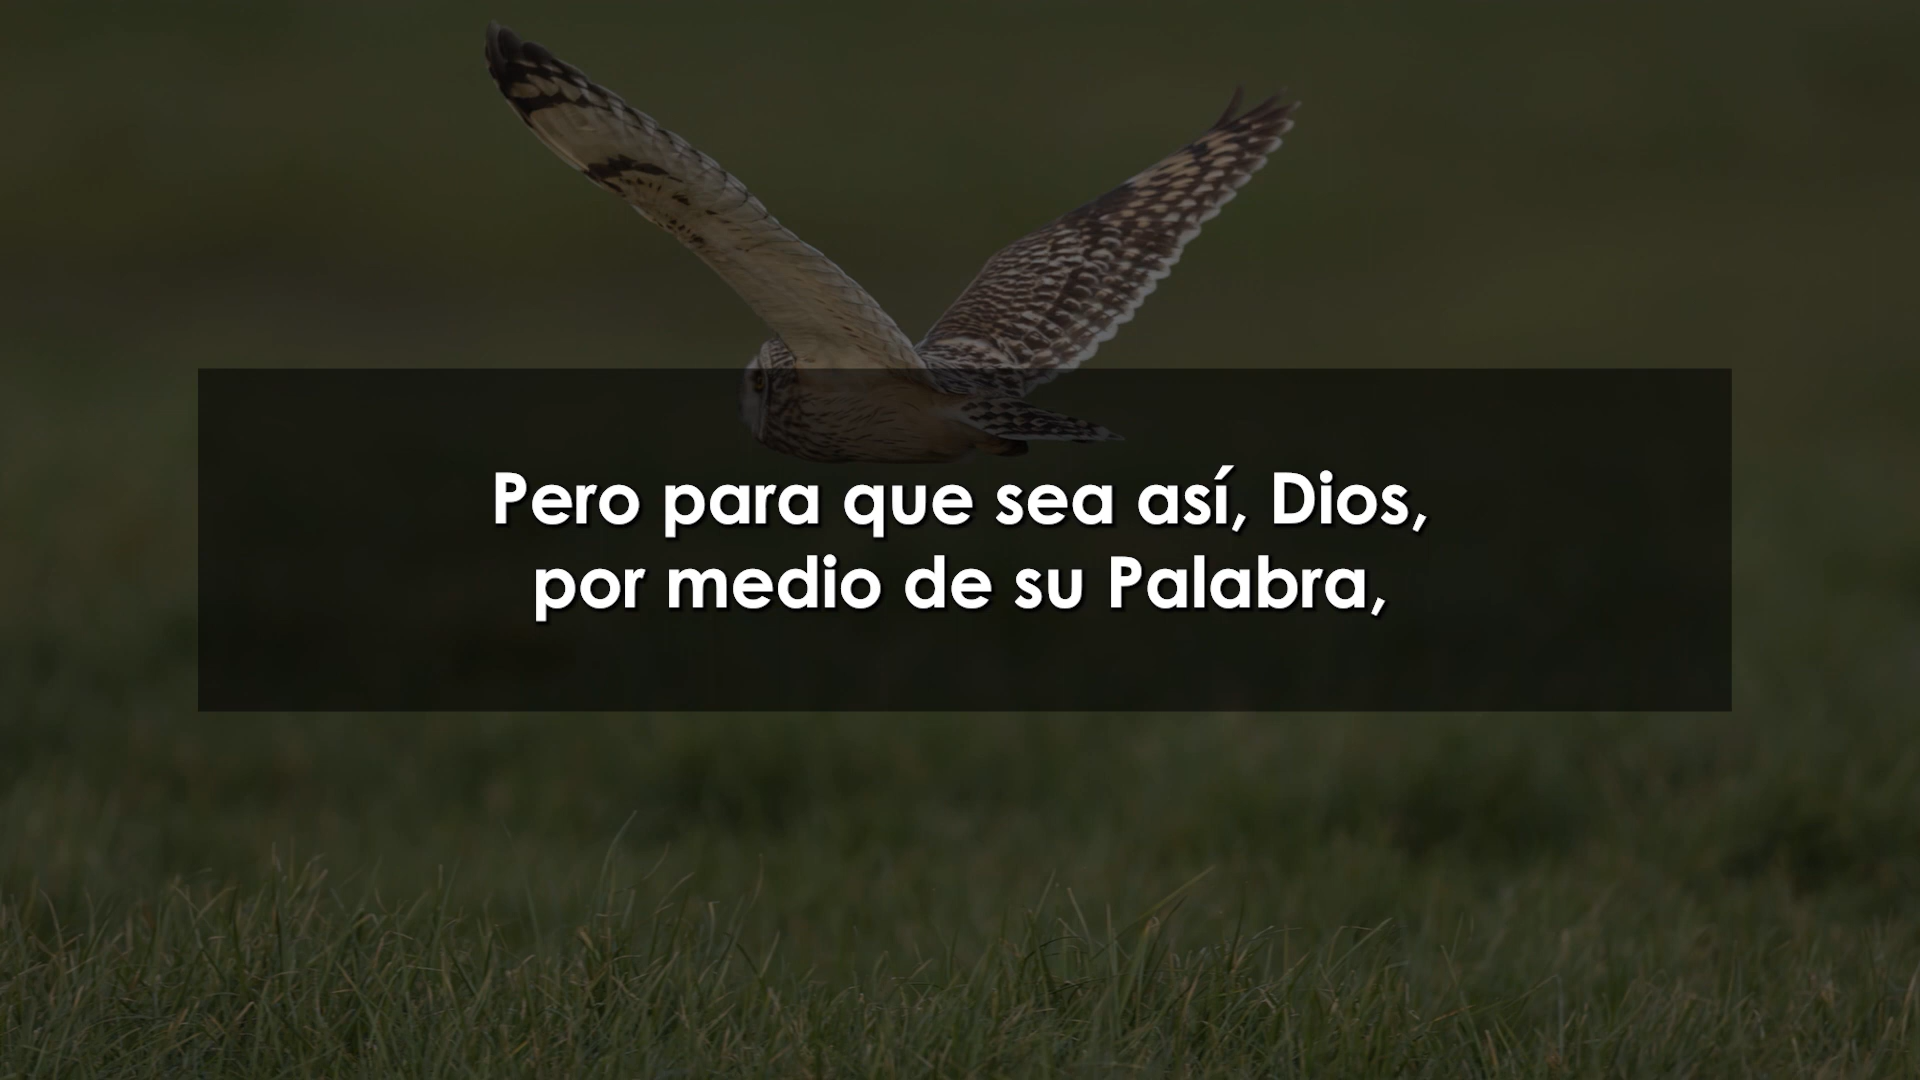 Pero para que sea así, Dios,
por medio de su Palabra,